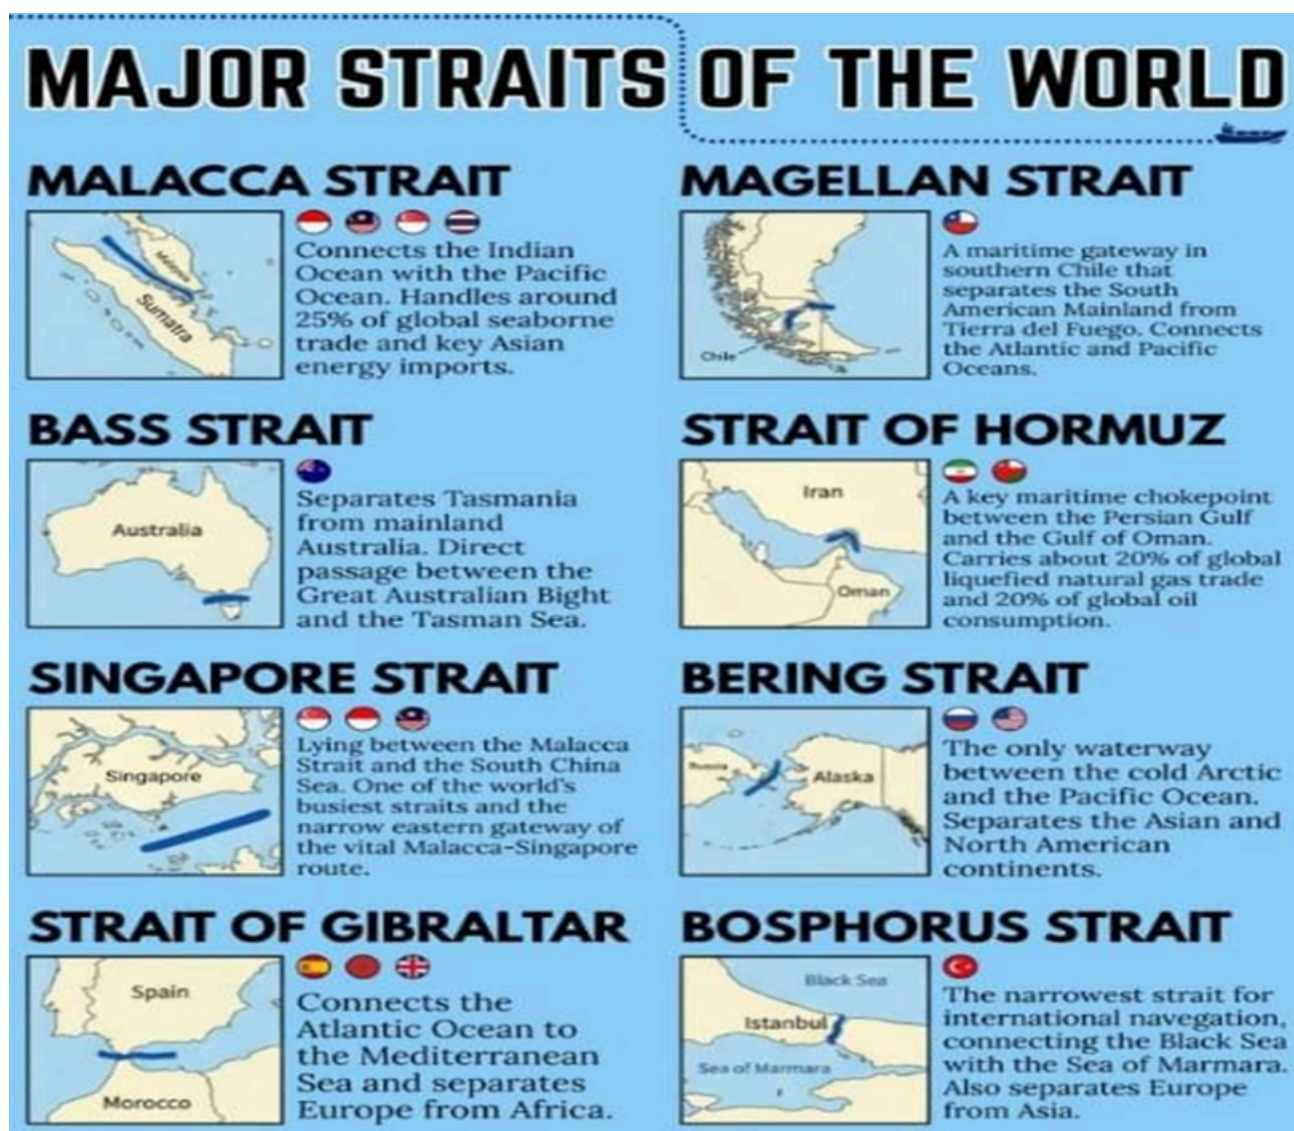 MAJOR STRAITS OF THE WORLD
MALACCA STRAIT
Malaysia
Sumatra
Connects the Indian
Ocean with the Pacific
Ocean. Handles around
25% of global seaborne
trade and key Asian
energy imports.
MAGELLAN STRAIT
Chile
A maritime gateway in
southern Chile that
separates the South
American Mainland from
Tierra del Fuego. Connects
the Atlantic and Pacific
Oceans.
BASS STRAIT
Australia
Separates Tasmania
from mainland
Australia. Direct
passage between the
Great Australian Bight
and the Tasman Sea.
STRAIT OF HORMUZ
Iran
Oman
A key maritime chokepoint
between the Persian Gulf
and the Gulf of Oman.
Carries about 20% of global
liquefied natural gas trade
and 20% of global oil
consumption.
SINGAPORE STRAIT
Singapore
Lying between the Malacca
Strait and the South China
Sea. One of the world's
busiest straits and the
narrow eastern gateway of
the vital Malacca-Singapore
route.
BERING STRAIT
Russia
Alaska
The only waterway
between the cold Arctic
and the Pacific Ocean.
Separates the Asian and
North American
continents.
STRAIT OF GIBRALTAR
Spain
Morocco
Connects the
Atlantic Ocean to
the Mediterranean
Sea and separates
Europe from Africa.
BOSPHORUS STRAIT
Black Sea
Istanbul
Sea of Marmara
The narrowest strait for
international navegation,
connecting the Black Sea
with the Sea of Marmara.
Also separates Europe
from Asia.